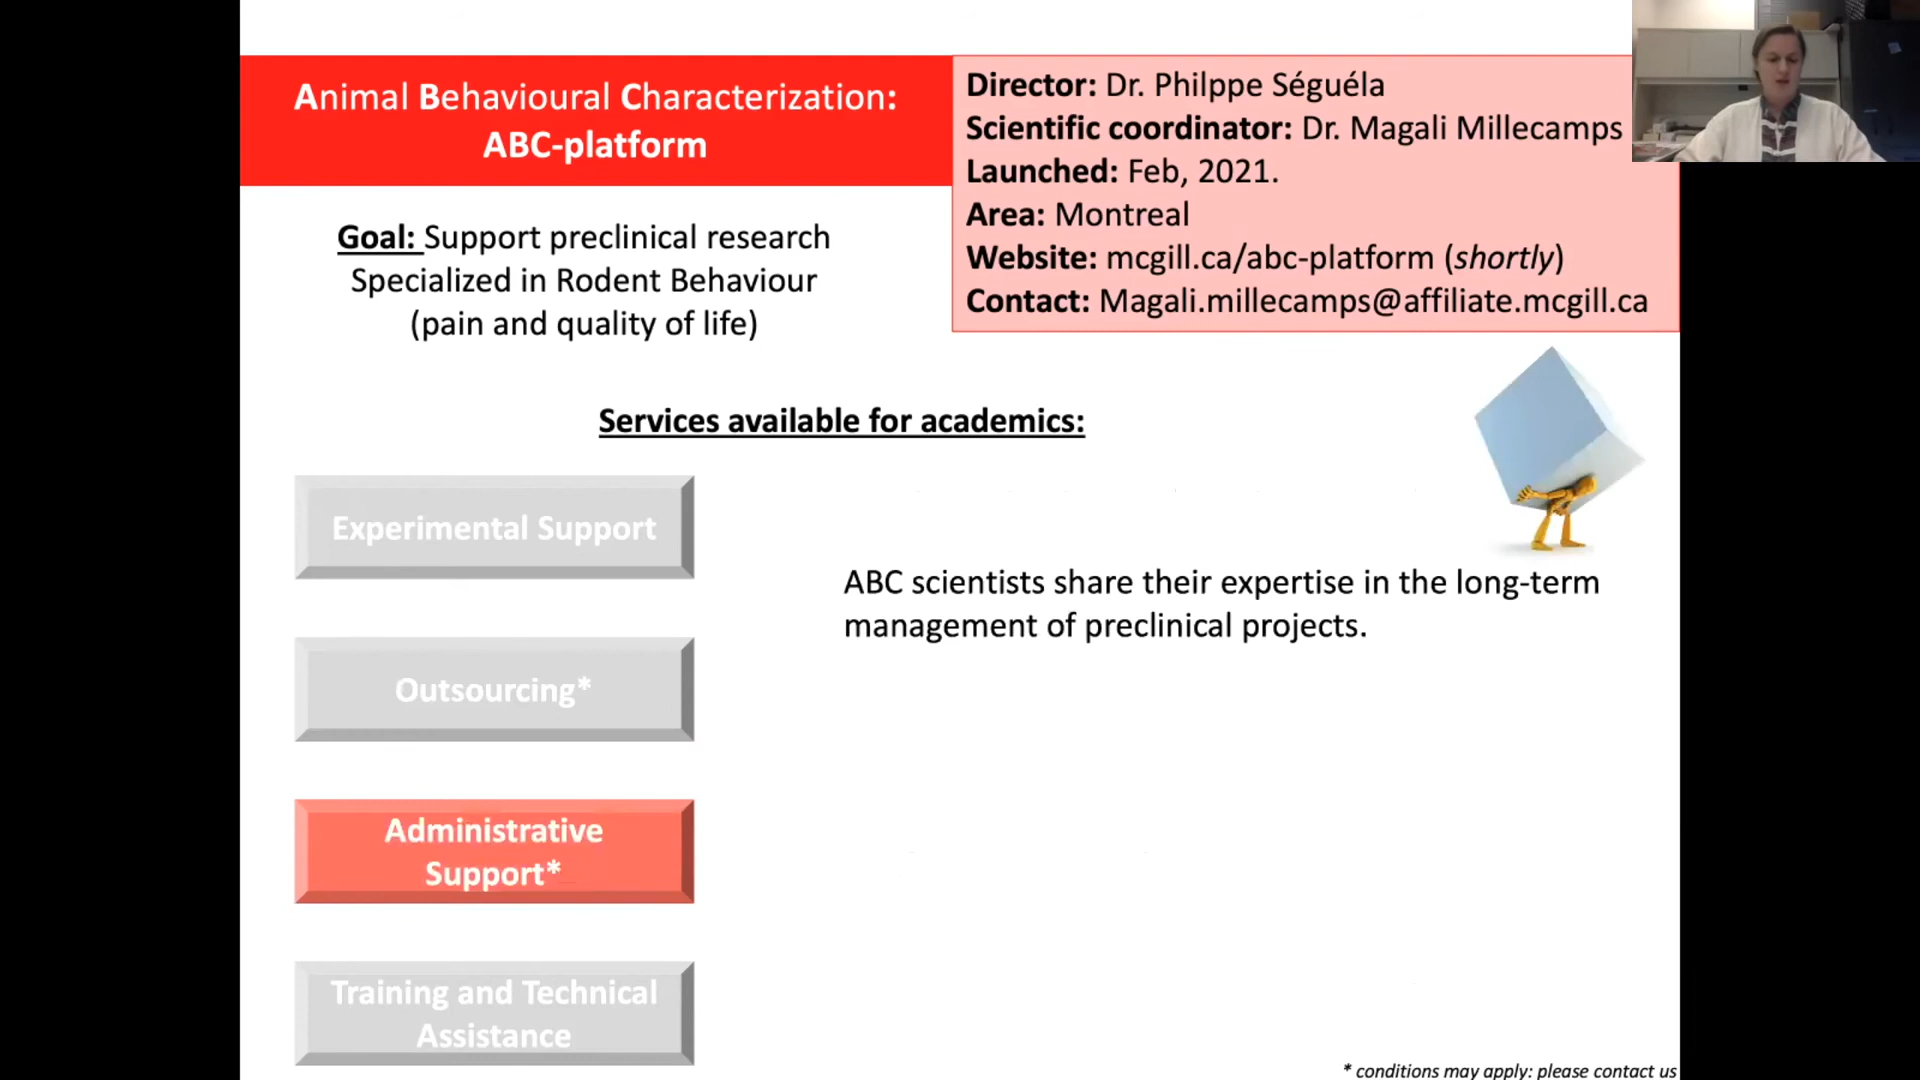 Animal Behavioural Characterization:
ABC-platform
Director: Dr. Philppe Séguéla
Scientific coordinator: Dr. Magali Millecamps
Launched: Feb, 2021.
Area: Montreal
Website: mcgill.ca/abc-platform (shortly)
Contact: Magali.millecamps@affiliate.mcgill.ca
Goal: Support preclinical research
Specialized in Rodent Behaviour
(pain and quality of life)
Services available for academics:
Experimental Support
Outsourcing*
Administrative
Support*
Training and Technical
Assistance
ABC scientists share their expertise in the long-term
management of preclinical projects.
* conditions may apply: please contact us